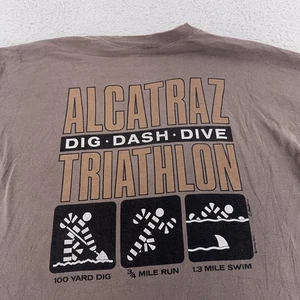 ALCATRAZ
DIG · DASH · DIVE
TRIATHLON
100 YARD DIG ¾ MILE RUN 1.3 MILE SWIM